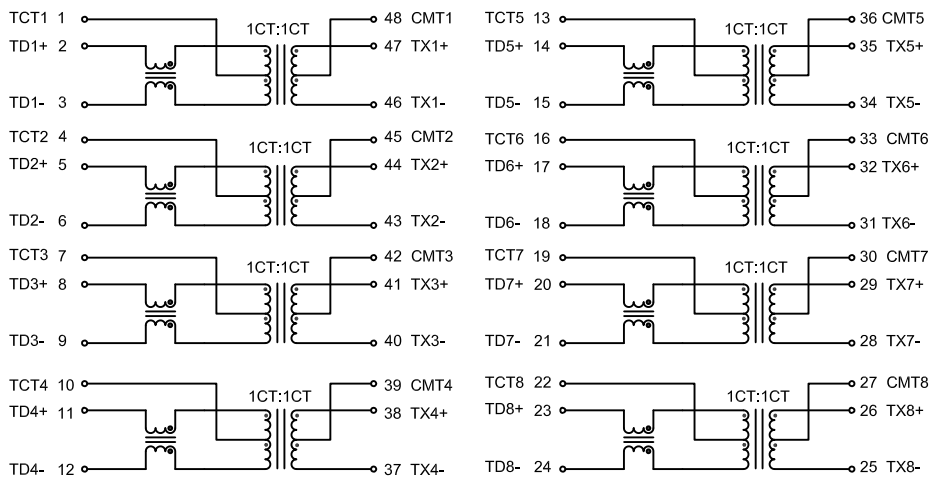 TCT1 1
1CT:1CT
48 CMT1
TD1+ 2
47 TX1+
TD1- 3
46 TX1-
TCT2 4
1CT:1CT
45 CMT2
TD2+ 5
44 TX2+
TD2- 6
43 TX2-
TCT3 7
1CT:1CT
42 CMT3
TD3+ 8
41 TX3+
TD3- 9
40 TX3-
TCT4 10
1CT:1CT
39 CMT4
TD4+ 11
38 TX4+
TD4- 12
37 TX4-
TCT5 13
1CT:1CT
36 CMT5
TD5+ 14
35 TX5+
TD5- 15
34 TX5-
TCT6 16
1CT:1CT
33 CMT6
TD6+ 17
32 TX6+
TD6- 18
31 TX6-
TCT7 19
1CT:1CT
30 CMT7
TD7+ 20
29 TX7+
TD7- 21
28 TX7-
TCT8 22
1CT:1CT
27 CMT8
TD8+ 23
26 TX8+
TD8- 24
25 TX8-